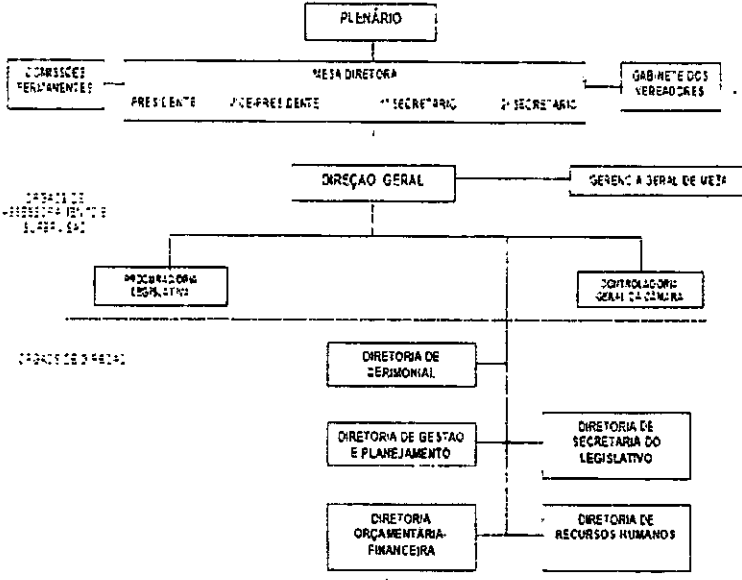 PLENÁRIO
COMISSÕES
PERMANENTES
MESA DIRETORA
PRESIDENTE VICE-PRESIDENTE 1º SECRETÁRIO 2º SECRETÁRIO
GABINETE DOS
VEREADORES
DIREÇÃO GERAL
GERENCIA GERAL DE MESA
PROCURADORIA
LEGISLATIVA
CONTROLADORIA
GERAL DA CÂMARA
DIRETORIA DE
CERIMONIAL
DIRETORIA DE GESTÃO
E PLANEJAMENTO
DIRETORIA DE
SECRETARIA DO
LEGISLATIVO
DIRETORIA
ORÇAMENTÁRIA-
FINANCEIRA
DIRETORIA DE
RECURSOS HUMANOS